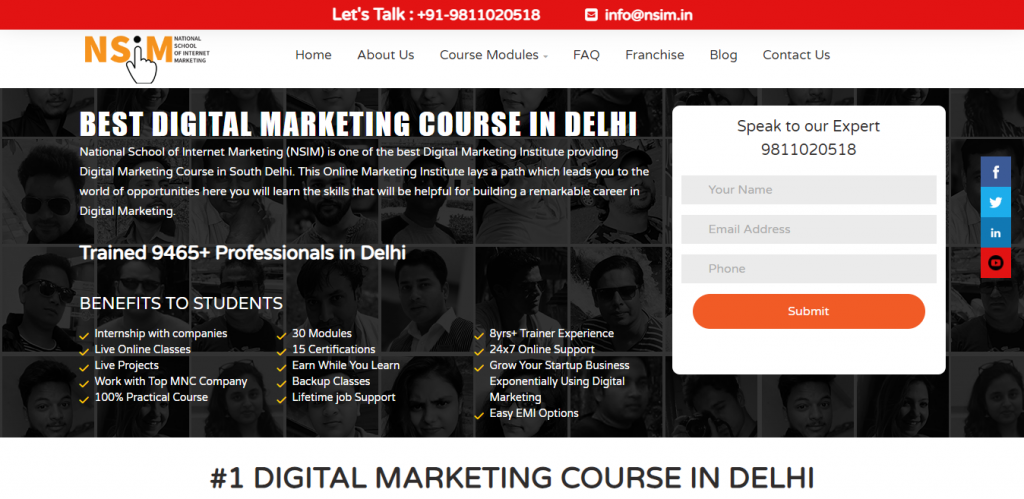 Let's Talk : +91-9811020518 info@nsim.in
NSiM
NATIONAL
SCHOOL
OF INTERNET
MARKETING
Home About Us Course Modules FAQ Franchise Blog Contact Us
BEST DIGITAL MARKETING COURSE IN DELHI
National School of Internet Marketing (NSIM) is one of the best Digital Marketing Institute providing
Digital Marketing Course in South Delhi. This Online Marketing Institute lays a path which leads you to the
world of opportunities here you will learn the skills that will be helpful for building a remarkable career in
Digital Marketing.
Trained 9465+ Professionals in Delhi
BENEFITS TO STUDENTS
Internship with companies
Live Online Classes
Live Projects
Work with Top MNC Company
100% Practical Course
30 Modules
15 Certifications
Earn While You Learn
Backup Classes
Lifetime job Support
8yrs+ Trainer Experience
24x7 Online Support
Grow Your Startup Business
Exponentially Using Digital
Marketing
Easy EMI Options
Speak to our Expert
9811020518
Your Name
Email Address
Phone
Submit
#1 DIGITAL MARKETING COURSE IN DELHI